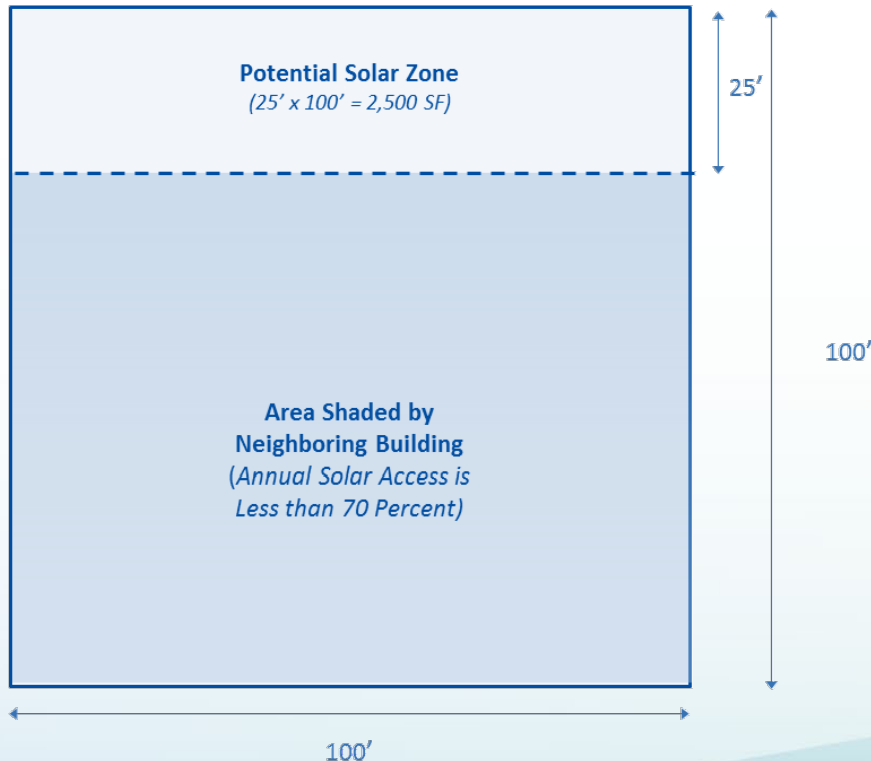 Potential Solar Zone
(25’ x 100’ = 2,500 SF)
25’
100’
Area Shaded by
Neighboring Building
(Annual Solar Access is
Less than 70 Percent)
100’